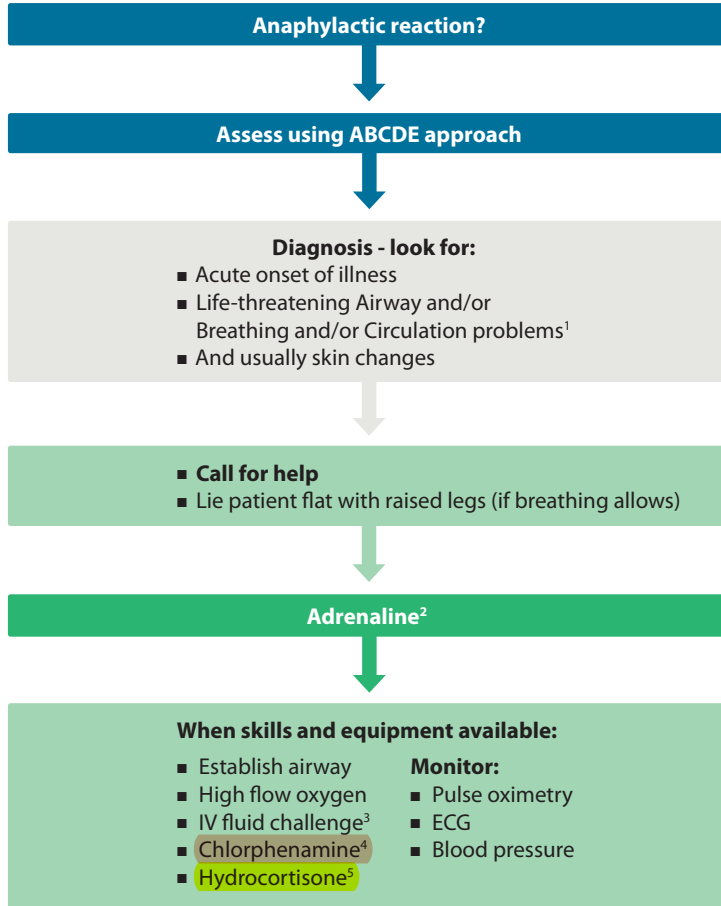 Anaphylactic reaction?
Assess using ABCDE approach
Diagnosis - look for:
■ Acute onset of illness
■ Life-threatening Airway and/or
Breathing and/or Circulation problems¹
■ And usually skin changes
■ Call for help
■ Lie patient flat with raised legs (if breathing allows)
Adrenaline²
When skills and equipment available:
■ Establish airway
■ High flow oxygen
■ IV fluid challenge³
■ Chlorphenamine⁴
■ Hydrocortisone⁵
Monitor:
■ Pulse oximetry
■ ECG
■ Blood pressure